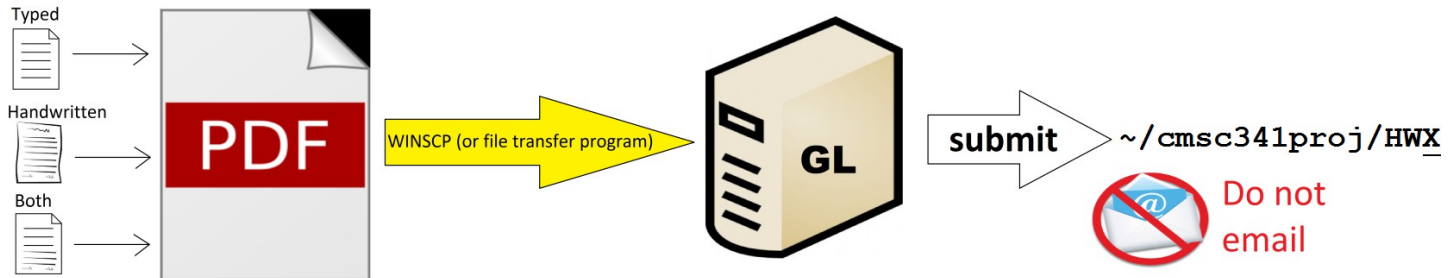 Typed
Handwritten
Both
PDF
WINSCP (or file transfer program)
GL
submit
~/cmsc341proj/HWX
@
Do not
email